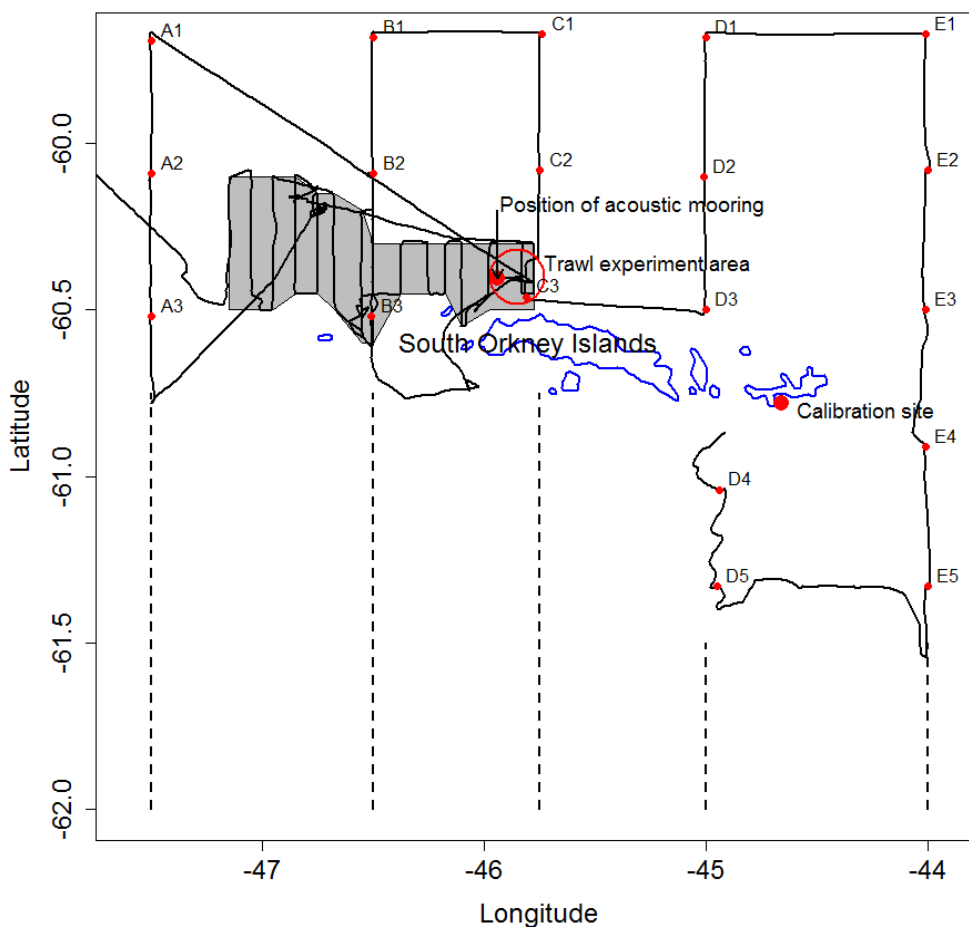 A1
B1
C1
D1
E1
A2
B2
C2
D2
E2
Position of acoustic mooring
Trawl experiment area
A3
B3
C3
D3
E3
South Orkney Islands
Calibration site
E4
D4
D5
E5
-60.0
-60.5
-61.0
-61.5
-62.0
Latitude
-47
-46
-45
-44
Longitude